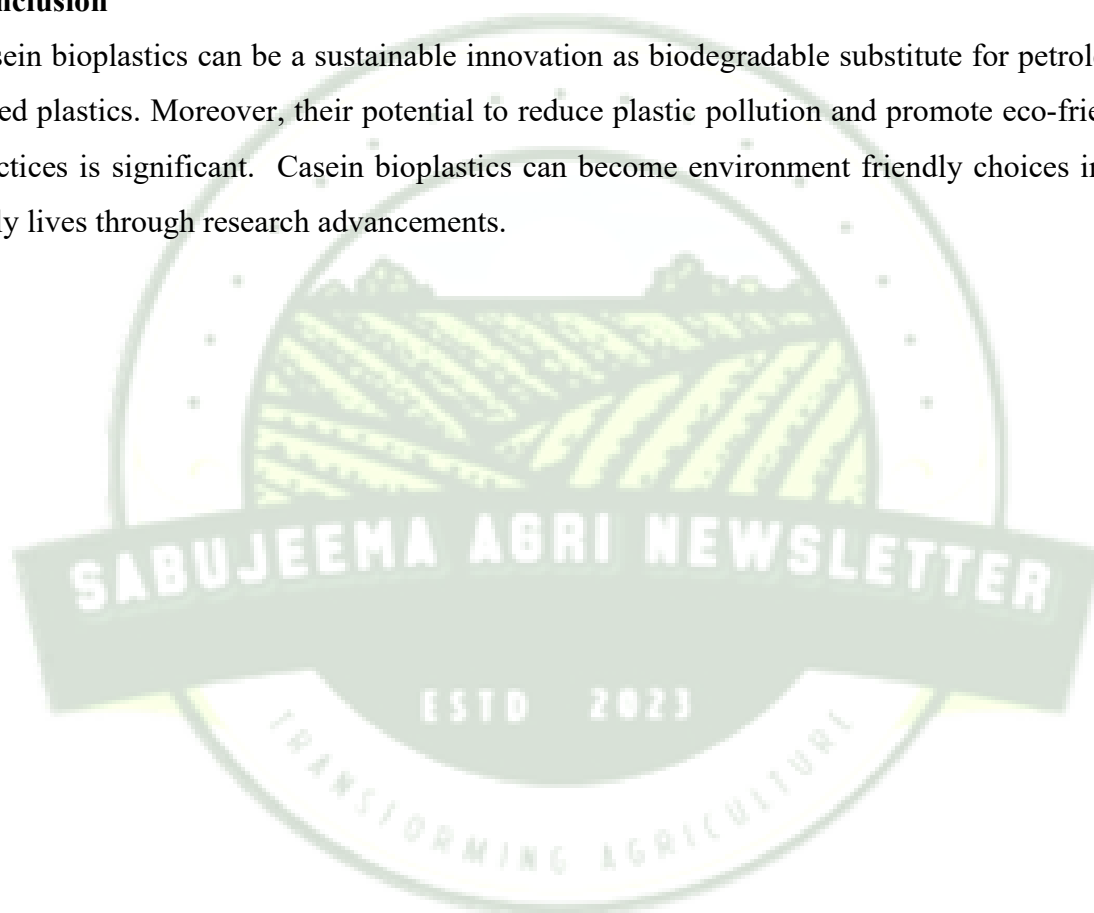 nclusion
sein bioplastics can be a sustainable innovation as biodegradable substitute for petrole
ed plastics. Moreover, their potential to reduce plastic pollution and promote eco-frie
ctices is significant. Casein bioplastics can become environment friendly choices in
ly lives through research advancements.
SABUJEEMA AGRI NEWSLETTER
ESTD 2023
TRANSFORMING AGRICULTURE